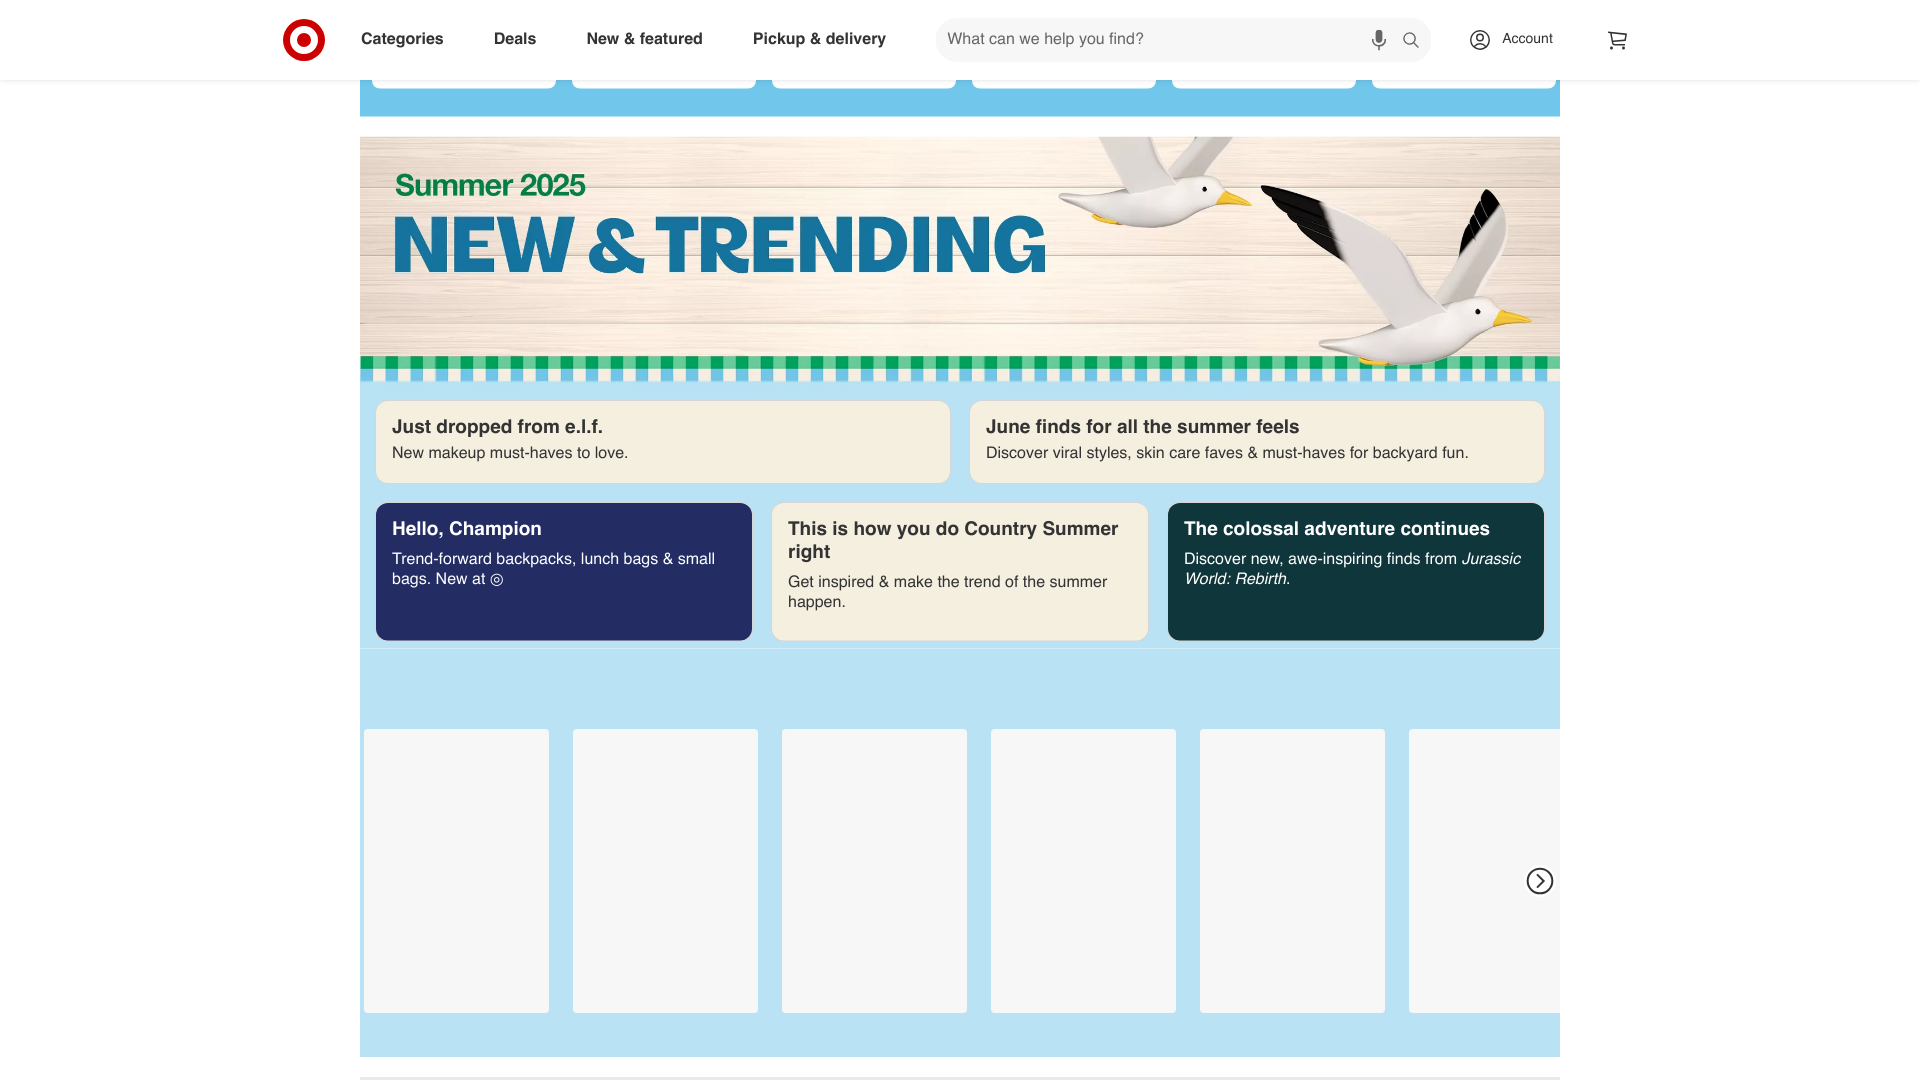 Categories
Deals
New & featured
Pickup & delivery
What can we help you find?
Account
Summer 2025
NEW & TRENDING
Just dropped from e.l.f.
New makeup must-haves to love.
June finds for all the summer feels
Discover viral styles, skin care faves & must-haves for backyard fun.
Hello, Champion
Trend-forward backpacks, lunch bags & small
bags. New at ◎
This is how you do Country Summer
right
Get inspired & make the trend of the summer
happen.
The colossal adventure continues
Discover new, awe-inspiring finds from Jurassic
World: Rebirth.